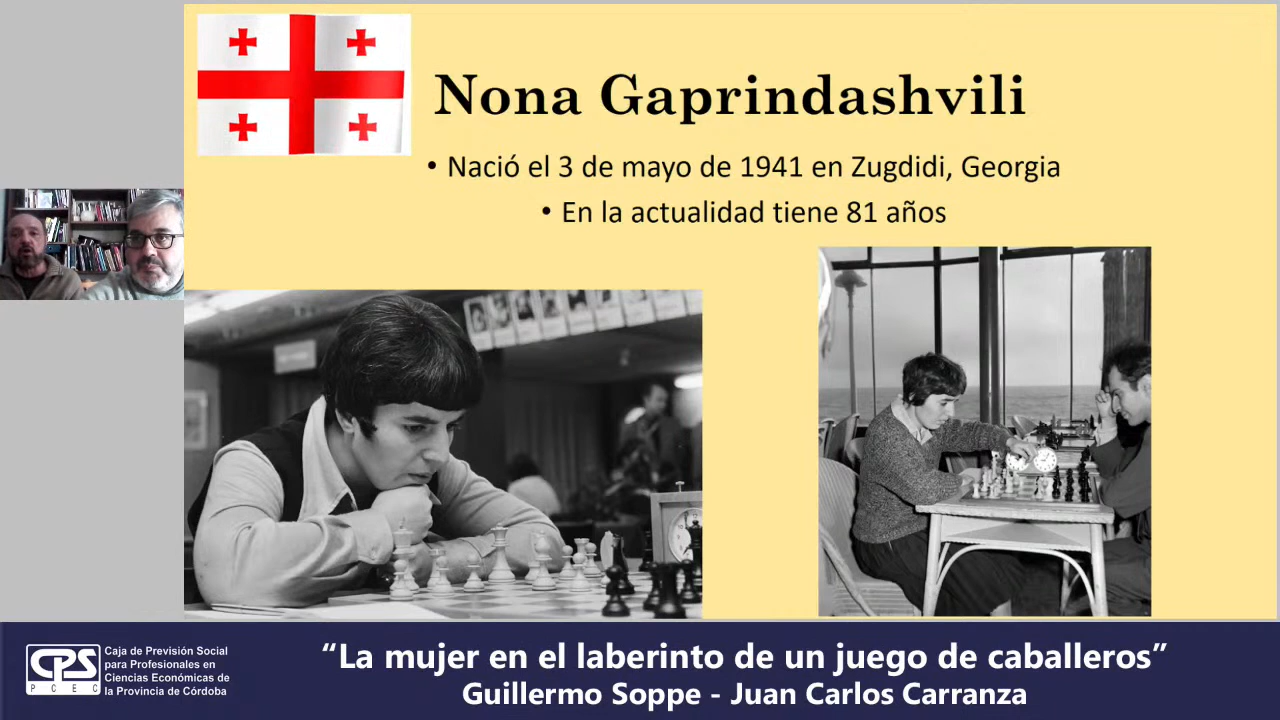 Nona Gaprindashvili
• Nació el 3 de mayo de 1941 en Zugdidi, Georgia
• En la actualidad tiene 81 años
CPS
PCEC
Caja de Previsión Social
para Profesionales en
Ciencias Económicas de
la Provincia de Córdoba
“La mujer en el laberinto de un juego de caballeros”
Guillermo Soppe - Juan Carlos Carranza